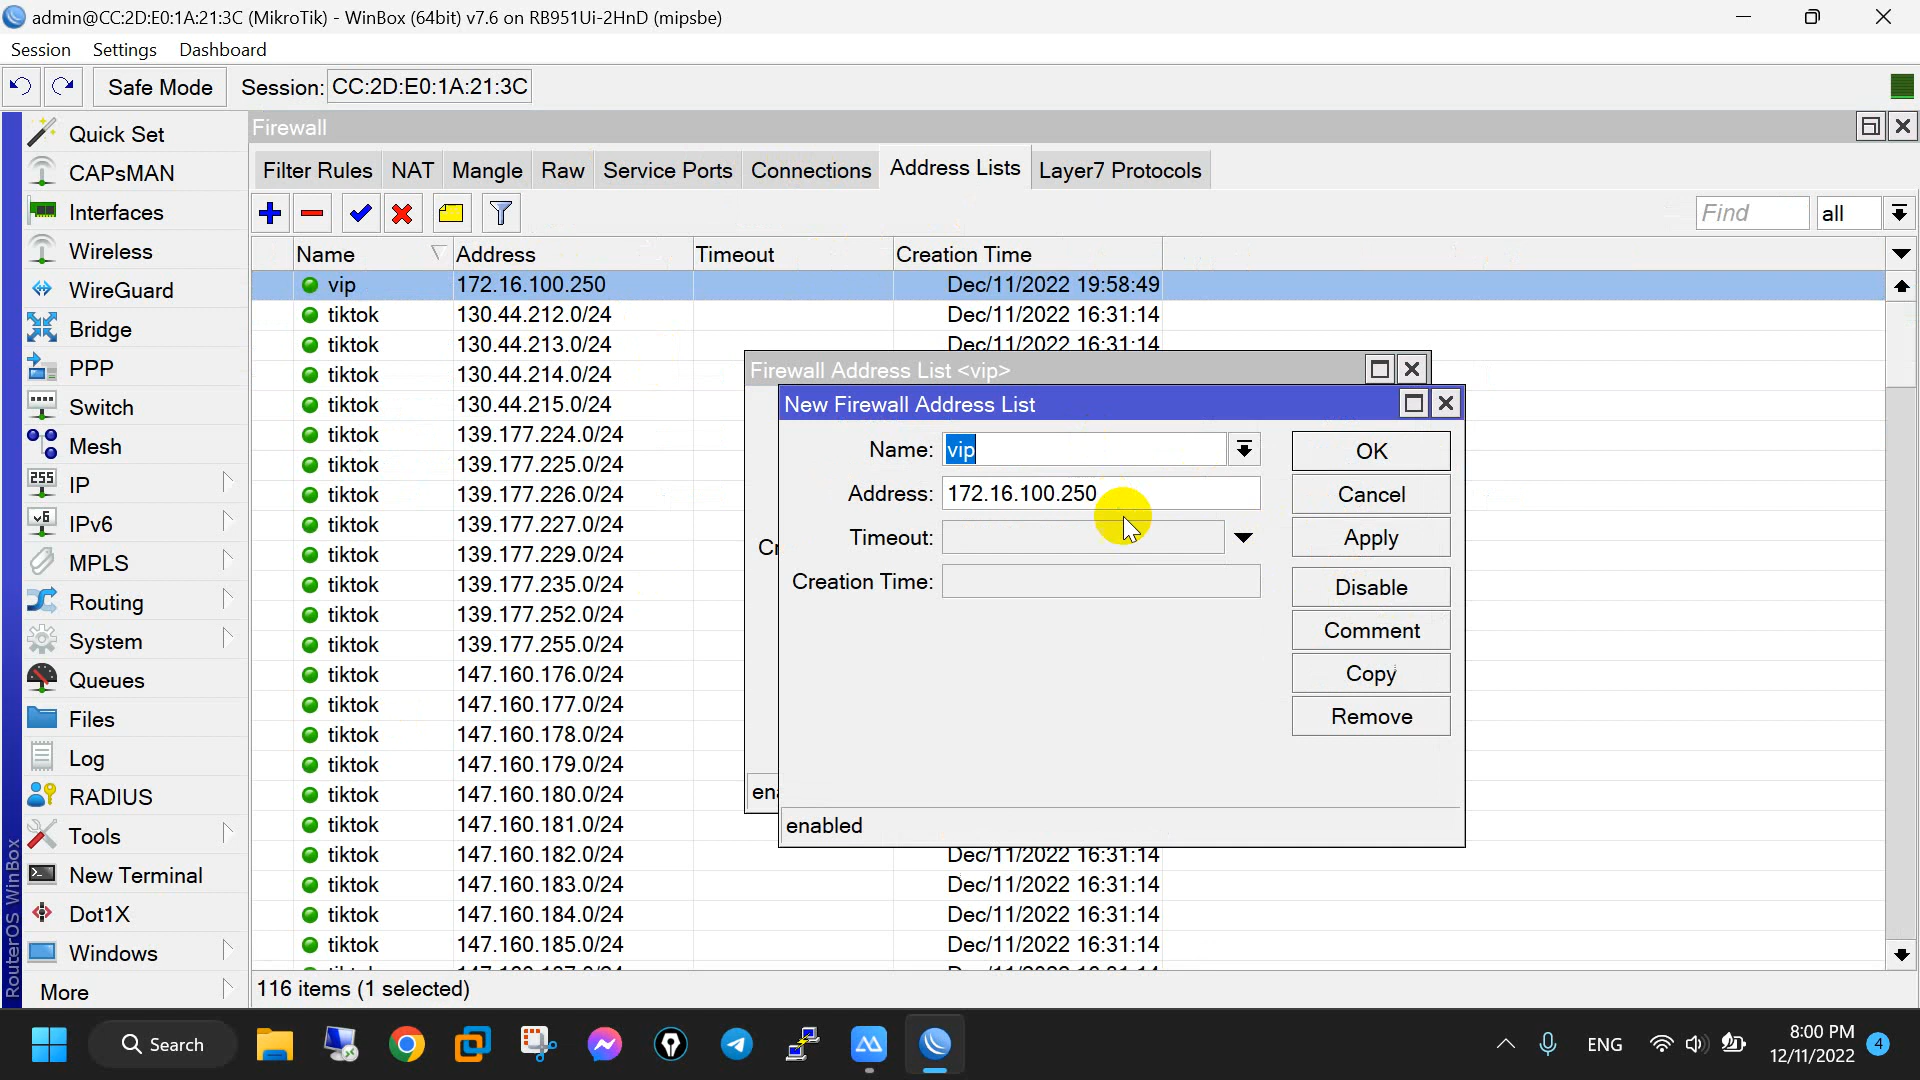 admin@CC:2D:E0:1A:21:3C (MikroTik) - WinBox (64bit) v7.6 on RB951Ui-2HnD (mipsbe)
Session Settings Dashboard
Safe Mode Session: CC:2D:E0:1A:21:3C
Quick Set
CAPsMAN
Interfaces
Wireless
WireGuard
Bridge
PPP
Switch
Mesh
IP
IPv6
MPLS
Routing
System
Queues
Files
Log
RADIUS
Tools
New Terminal
Dot1X
Windows
More
RouterOS WinBox
Firewall
Filter Rules NAT Mangle Raw Service Ports Connections Address Lists Layer7 Protocols
Find all
Name Address Timeout Creation Time
vip 172.16.100.250 Dec/11/2022 19:58:49
tiktok 130.44.212.0/24 Dec/11/2022 16:31:14
tiktok 130.44.213.0/24 Dec/11/2022 16:31:14
tiktok 130.44.214.0/24
tiktok 130.44.215.0/24
tiktok 139.177.224.0/24
tiktok 139.177.225.0/24
tiktok 139.177.226.0/24
tiktok 139.177.227.0/24
tiktok 139.177.229.0/24
tiktok 139.177.235.0/24
tiktok 139.177.252.0/24
tiktok 139.177.255.0/24
tiktok 147.160.176.0/24
tiktok 147.160.177.0/24
tiktok 147.160.178.0/24
tiktok 147.160.179.0/24
tiktok 147.160.180.0/24
tiktok 147.160.181.0/24
tiktok 147.160.182.0/24 Dec/11/2022 16:31:14
tiktok 147.160.183.0/24 Dec/11/2022 16:31:14
tiktok 147.160.184.0/24 Dec/11/2022 16:31:14
tiktok 147.160.185.0/24 Dec/11/2022 16:31:14
116 items (1 selected)
Firewall Address List <vip>
Cr
ena
New Firewall Address List
Name: vip
Address: 172.16.100.250
Timeout:
Creation Time:
OK
Cancel
Apply
Disable
Comment
Copy
Remove
enabled
Search
ENG
8:00 PM
12/11/2022
4